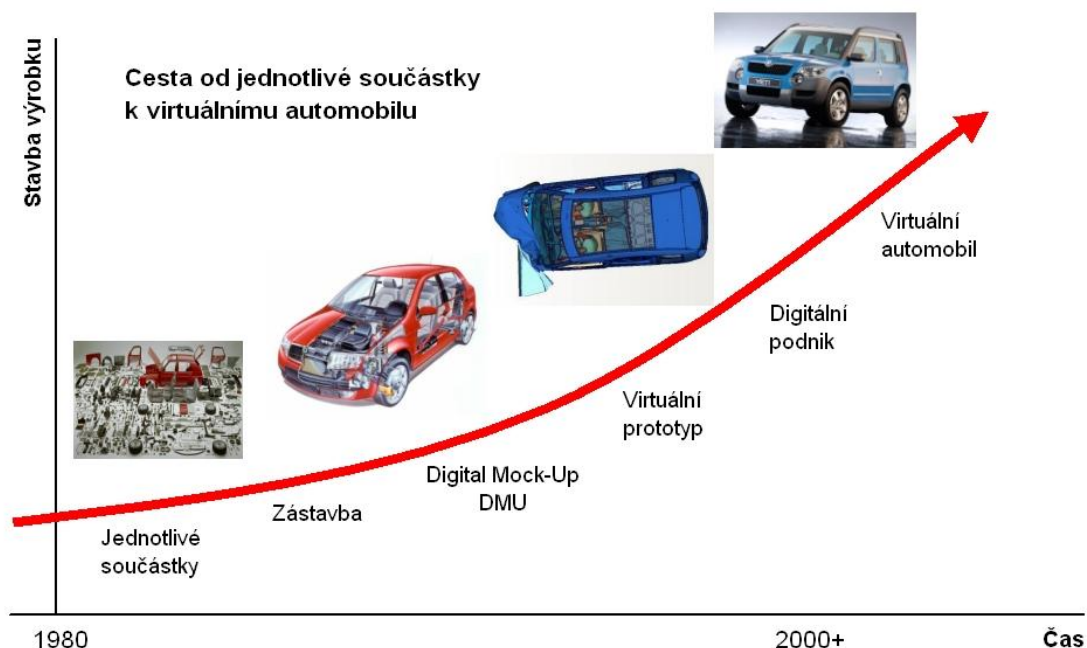 Stavba výrobku
Cesta od jednotlivé součástky
k virtuálnímu automobilu
Virtuální
automobil
Digitální
podnik
Virtuální
prototyp
Digital Mock-Up
DMU
Zástavba
Jednotlivé
součástky
1980
2000+
Čas